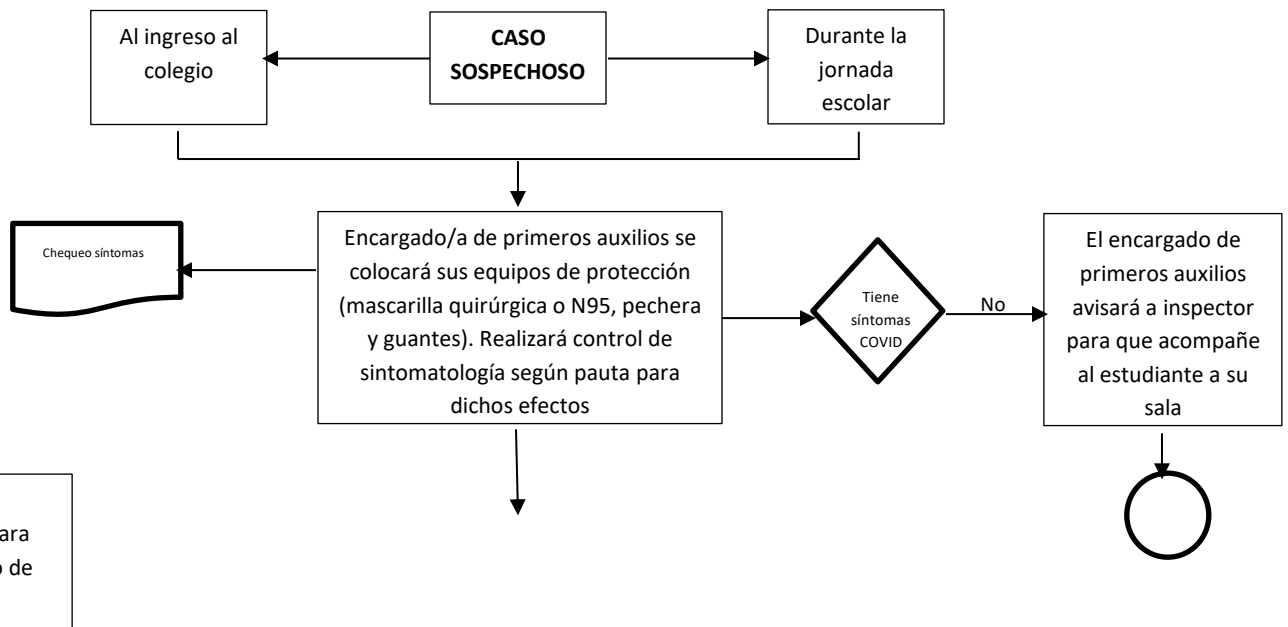 Al ingreso al
colegio
CASO
SOSPECHOSO
Durante la
jornada
escolar
Chequeo síntomas
Encargado/a de primeros auxilios se
colocará sus equipos de protección
(mascarilla quirúrgica o N95, pechera
y guantes). Realizará control de
sintomatología según pauta para
dichos efectos
Tiene
síntomas
COVID
No
El encargado de
primeros auxilios
avisará a inspector
para que acompañe
al estudiante a su
sala
de